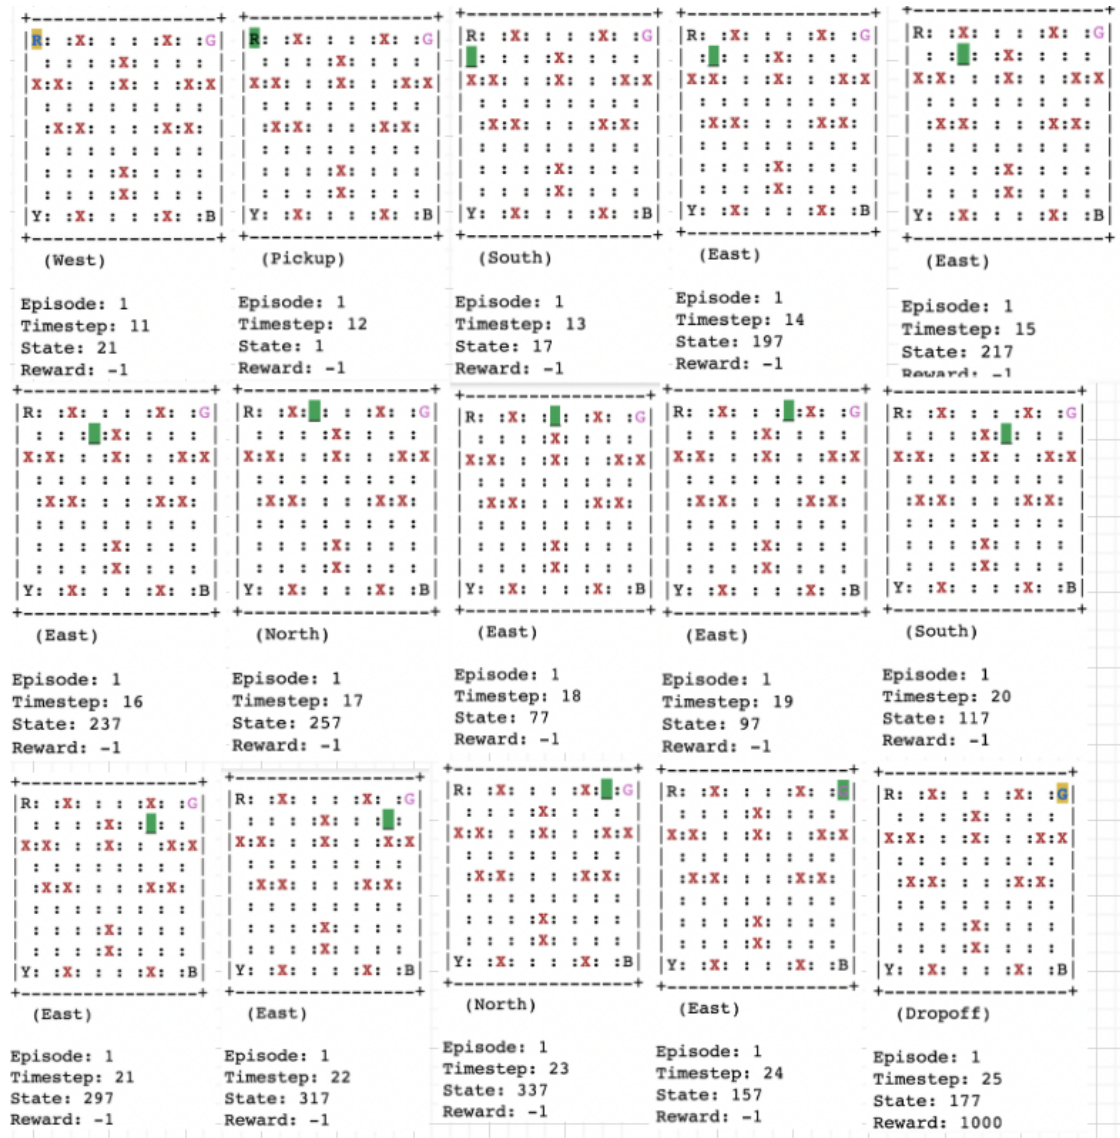 +-----------------+
|R: :X: : : :X: :G|
| : : : :X: : : : |
|X:X: : :X: : :X:X|
| : : : : : : : : |
| :X:X: : : :X:X: |
| : : : : : : : : |
| : : : :X: : : : |
| : : : :X: : : : |
|Y: :X: : : :X: :B|
+-----------------+
(West)
Episode: 1
Timestep: 11
State: 21
Reward: -1
+-----------------+
|R: :X: : : :X: :G|
| : : : :X: : : : |
|X:X: : :X: : :X:X|
| : : : : : : : : |
| :X:X: : : :X:X: |
| : : : : : : : : |
| : : : :X: : : : |
| : : : :X: : : : |
|Y: :X: : : :X: :B|
+-----------------+
(Pickup)
Episode: 1
Timestep: 12
State: 1
Reward: -1
+-----------------+
|R: :X: : : :X: :G|
|_: : : :X: : : : |
|X:X: : :X: : :X:X|
| : : : : : : : : |
| :X:X: : : :X:X: |
| : : : : : : : : |
| : : : :X: : : : |
| : : : :X: : : : |
|Y: :X: : : :X: :B|
+-----------------+
(South)
Episode: 1
Timestep: 13
State: 17
Reward: -1
+-----------------+
|R: :X: : : :X: :G|
| :_: : :X: : : : |
|X:X: : :X: : :X:X|
| : : : : : : : : |
| :X:X: : : :X:X: |
| : : : : : : : : |
| : : : :X: : : : |
| : : : :X: : : : |
|Y: :X: : : :X: :B|
+-----------------+
(East)
Episode: 1
Timestep: 14
State: 197
Reward: -1
+-----------------+
|R: :X: : : :X: :G|
| : :_: :X: : : : |
|X:X: : :X: : :X:X|
| : : : : : : : : |
| :X:X: : : :X:X: |
| : : : : : : : : |
| : : : :X: : : : |
| : : : :X: : : : |
|Y: :X: : : :X: :B|
+-----------------+
(East)
Episode: 1
Timestep: 15
State: 217
Reward: -1
+-----------------+
|R: :X: : : :X: :G|
| : : :_:X: : : : |
|X:X: : :X: : :X:X|
| : : : : : : : : |
| :X:X: : : :X:X: |
| : : : : : : : : |
| : : : :X: : : : |
| : : : :X: : : : |
|Y: :X: : : :X: :B|
+-----------------+
(East)
Episode: 1
Timestep: 16
State: 237
Reward: -1
+-----------------+
|R: :X:_: : :X: :G|
| : : : :X: : : : |
|X:X: : :X: : :X:X|
| : : : : : : : : |
| :X:X: : : :X:X: |
| : : : : : : : : |
| : : : :X: : : : |
| : : : :X: : : : |
|Y: :X: : : :X: :B|
+-----------------+
(North)
Episode: 1
Timestep: 17
State: 257
Reward: -1
+-----------------+
|R: :X: :_: :X: :G|
| : : : :X: : : : |
|X:X: : :X: : :X:X|
| : : : : : : : : |
| :X:X: : : :X:X: |
| : : : : : : : : |
| : : : :X: : : : |
| : : : :X: : : : |
|Y: :X: : : :X: :B|
+-----------------+
(East)
Episode: 1
Timestep: 18
State: 77
Reward: -1
+-----------------+
|R: :X: : :_:X: :G|
| : : : :X: : : : |
|X:X: : :X: : :X:X|
| : : : : : : : : |
| :X:X: : : :X:X: |
| : : : : : : : : |
| : : : :X: : : : |
| : : : :X: : : : |
|Y: :X: : : :X: :B|
+-----------------+
(East)
Episode: 1
Timestep: 19
State: 97
Reward: -1
+-----------------+
|R: :X: : : :X: :G|
| : : : :X:_: : : |
|X:X: : :X: : :X:X|
| : : : : : : : : |
| :X:X: : : :X:X: |
| : : : : : : : : |
| : : : :X: : : : |
| : : : :X: : : : |
|Y: :X: : : :X: :B|
+-----------------+
(South)
Episode: 1
Timestep: 20
State: 117
Reward: -1
+-----------------+
|R: :X: : : :X: :G|
| : : : :X: :_: : |
|X:X: : :X: : :X:X|
| : : : : : : : : |
| :X:X: : : :X:X: |
| : : : : : : : : |
| : : : :X: : : : |
| : : : :X: : : : |
|Y: :X: : : :X: :B|
+-----------------+
(East)
Episode: 1
Timestep: 21
State: 297
Reward: -1
+-----------------+
|R: :X: : : :X: :G|
| : : : :X: : :_: |
|X:X: : :X: : :X:X|
| : : : : : : : : |
| :X:X: : : :X:X: |
| : : : : : : : : |
| : : : :X: : : : |
| : : : :X: : : : |
|Y: :X: : : :X: :B|
+-----------------+
(East)
Episode: 1
Timestep: 22
State: 317
Reward: -1
+-----------------+
|R: :X: : : :X:_:G|
| : : : :X: : : : |
|X:X: : :X: : :X:X|
| : : : : : : : : |
| :X:X: : : :X:X: |
| : : : : : : : : |
| : : : :X: : : : |
| : : : :X: : : : |
|Y: :X: : : :X: :B|
+-----------------+
(North)
Episode: 1
Timestep: 23
State: 337
Reward: -1
+-----------------+
|R: :X: : : :X: :G|
| : : : :X: : : : |
|X:X: : :X: : :X:X|
| : : : : : : : : |
| :X:X: : : :X:X: |
| : : : : : : : : |
| : : : :X: : : : |
| : : : :X: : : : |
|Y: :X: : : :X: :B|
+-----------------+
(East)
Episode: 1
Timestep: 24
State: 157
Reward: -1
+-----------------+
|R: :X: : : :X: :G|
| : : : :X: : : : |
|X:X: : :X: : :X:X|
| : : : : : : : : |
| :X:X: : : :X:X: |
| : : : : : : : : |
| : : : :X: : : : |
| : : : :X: : : : |
|Y: :X: : : :X: :B|
+-----------------+
(Dropoff)
Episode: 1
Timestep: 25
State: 177
Reward: 1000